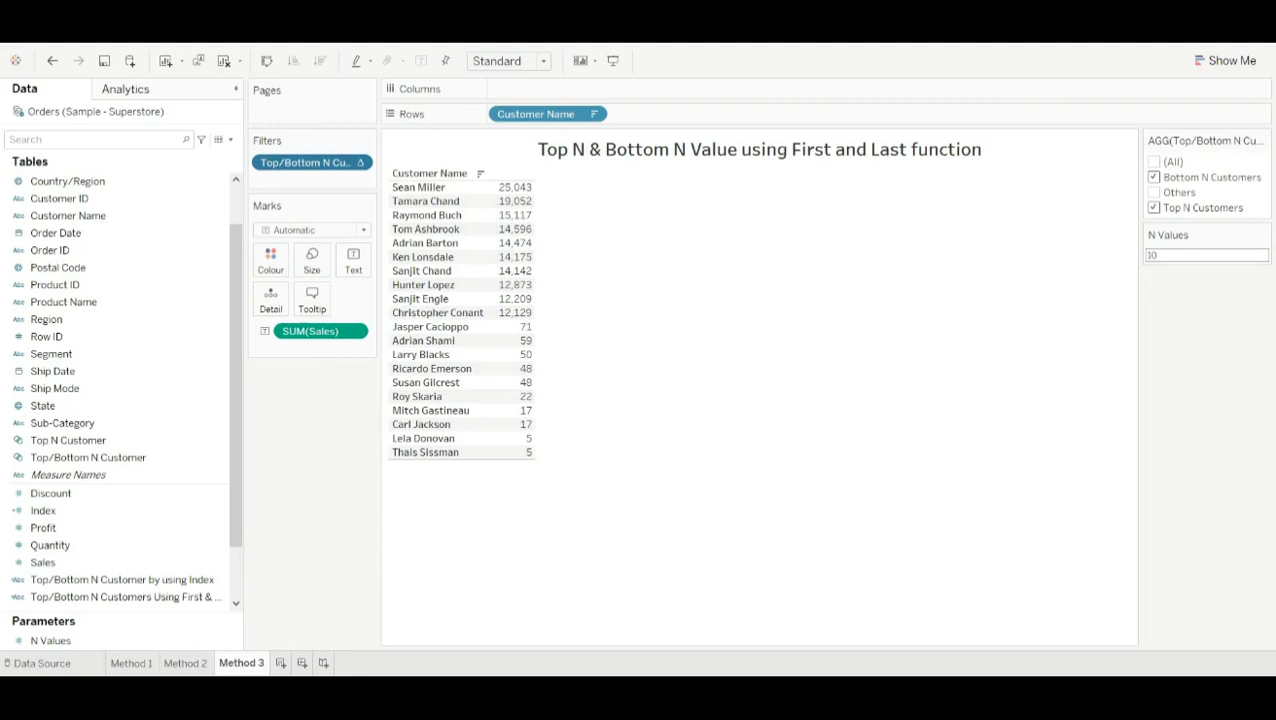 Standard
Show Me
Data
Analytics
Pages
Columns
Orders (Sample - Superstore)
Rows
Customer Name
Search
Filters
Top/Bottom N Cu..
Tables
Country/Region
Customer ID
Customer Name
Order Date
Order ID
Postal Code
Product ID
Product Name
Region
Row ID
Segment
Ship Date
Ship Mode
State
Sub-Category
Top N Customer
Top/Bottom N Customer
Measure Names
Discount
Index
Profit
Quantity
Sales
Top/Bottom N Customer by using Index
Top/Bottom N Customers Using First & ...
Parameters
N Values
Marks
Automatic
Colour
Size
Text
Detail
Tooltip
SUM(Sales)
Top N & Bottom N Value using First and Last function
Customer Name
Sean Miller 25,043
Tamara Chand 19,052
Raymond Buch 15,117
Tom Ashbrook 14,596
Adrian Barton 14,474
Ken Lonsdale 14,175
Sanjit Chand 14,142
Hunter Lopez 12,873
Sanjit Engle 12,209
Christopher Conant 12,129
Jasper Cacioppo 71
Adrian Shami 59
Larry Blacks 50
Ricardo Emerson 48
Susan Gilcrest 48
Roy Skaria 22
Mitch Gastineau 17
Carl Jackson 17
Lela Donovan 5
Thais Sissman 5
AGG(Top/Bottom N Cu...
(All)
Bottom N Customers
Others
Top N Customers
N Values
10
Data Source
Method 1
Method 2
Method 3